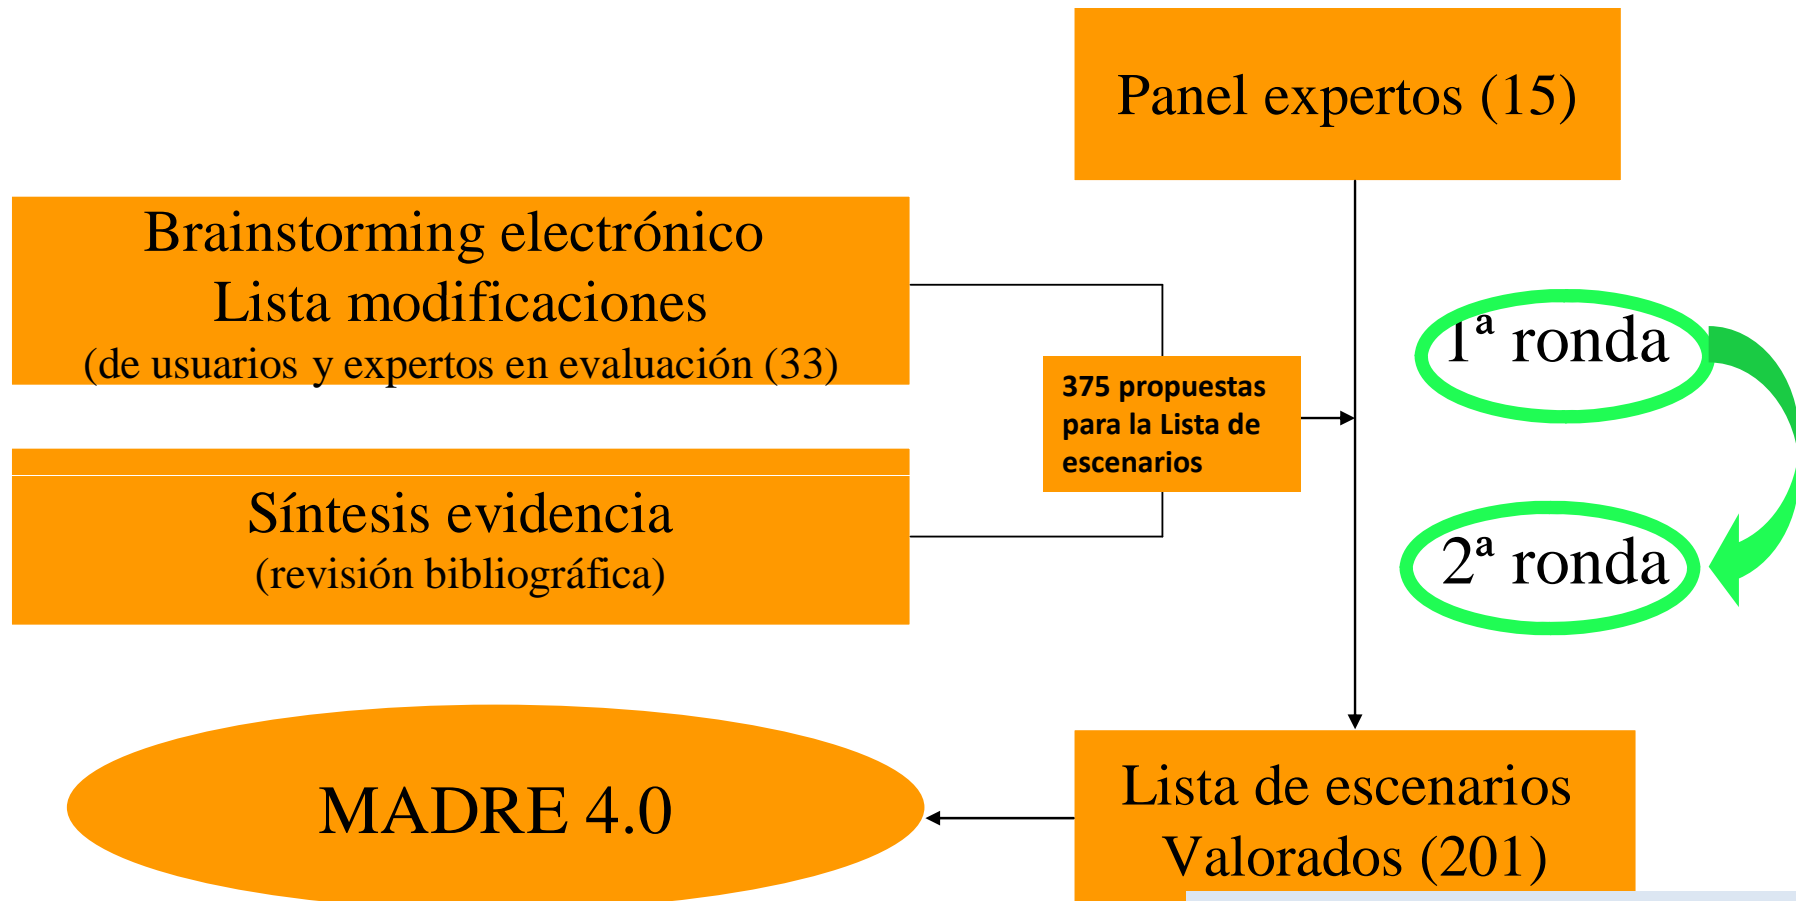 Panel expertos (15)
Brainstorming electrónico
Lista modificaciones
(de usuarios y expertos en evaluación (33)
375 propuestas
para la Lista de
escenarios
1ª ronda
Síntesis evidencia
(revisión bibliográfica)
2ª ronda
MADRE 4.0
Lista de escenarios
Valorados (201)